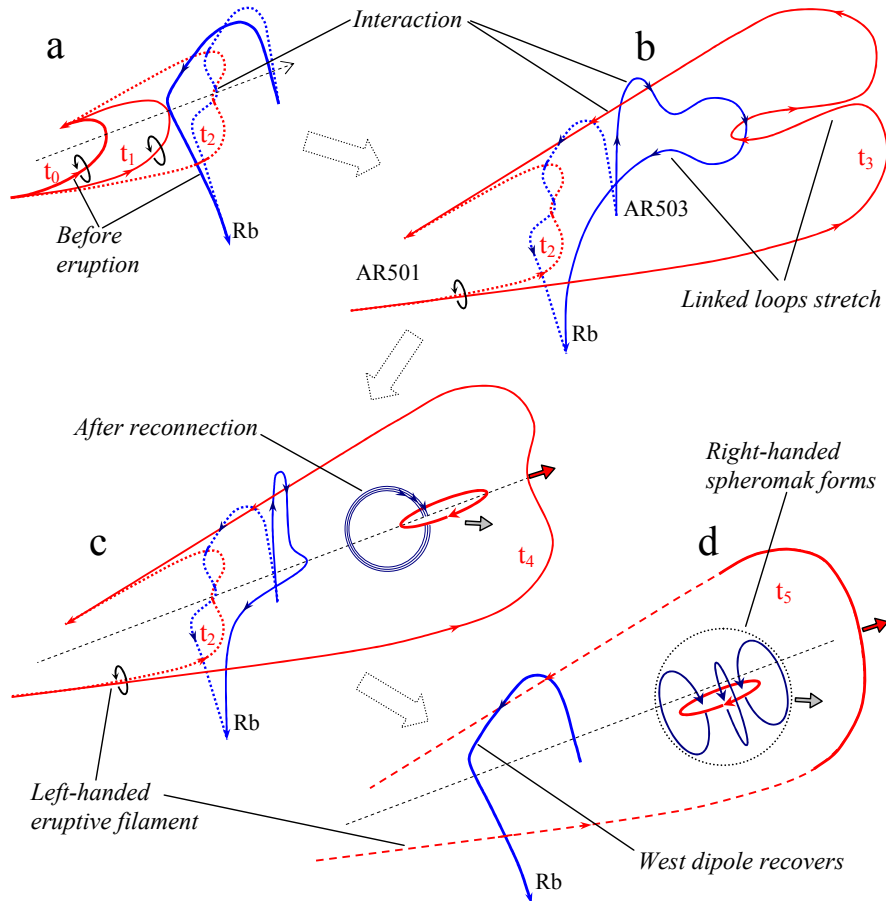 a
Interaction
b
t0
t1
t2
Before
eruption
Rb
t3
AR503
t2
AR501
Linked loops stretch
Rb
After reconnection
Right-handed
spheromak forms
c
t4
d
t5
t2
Rb
Left-handed
eruptive filament
West dipole recovers
Rb